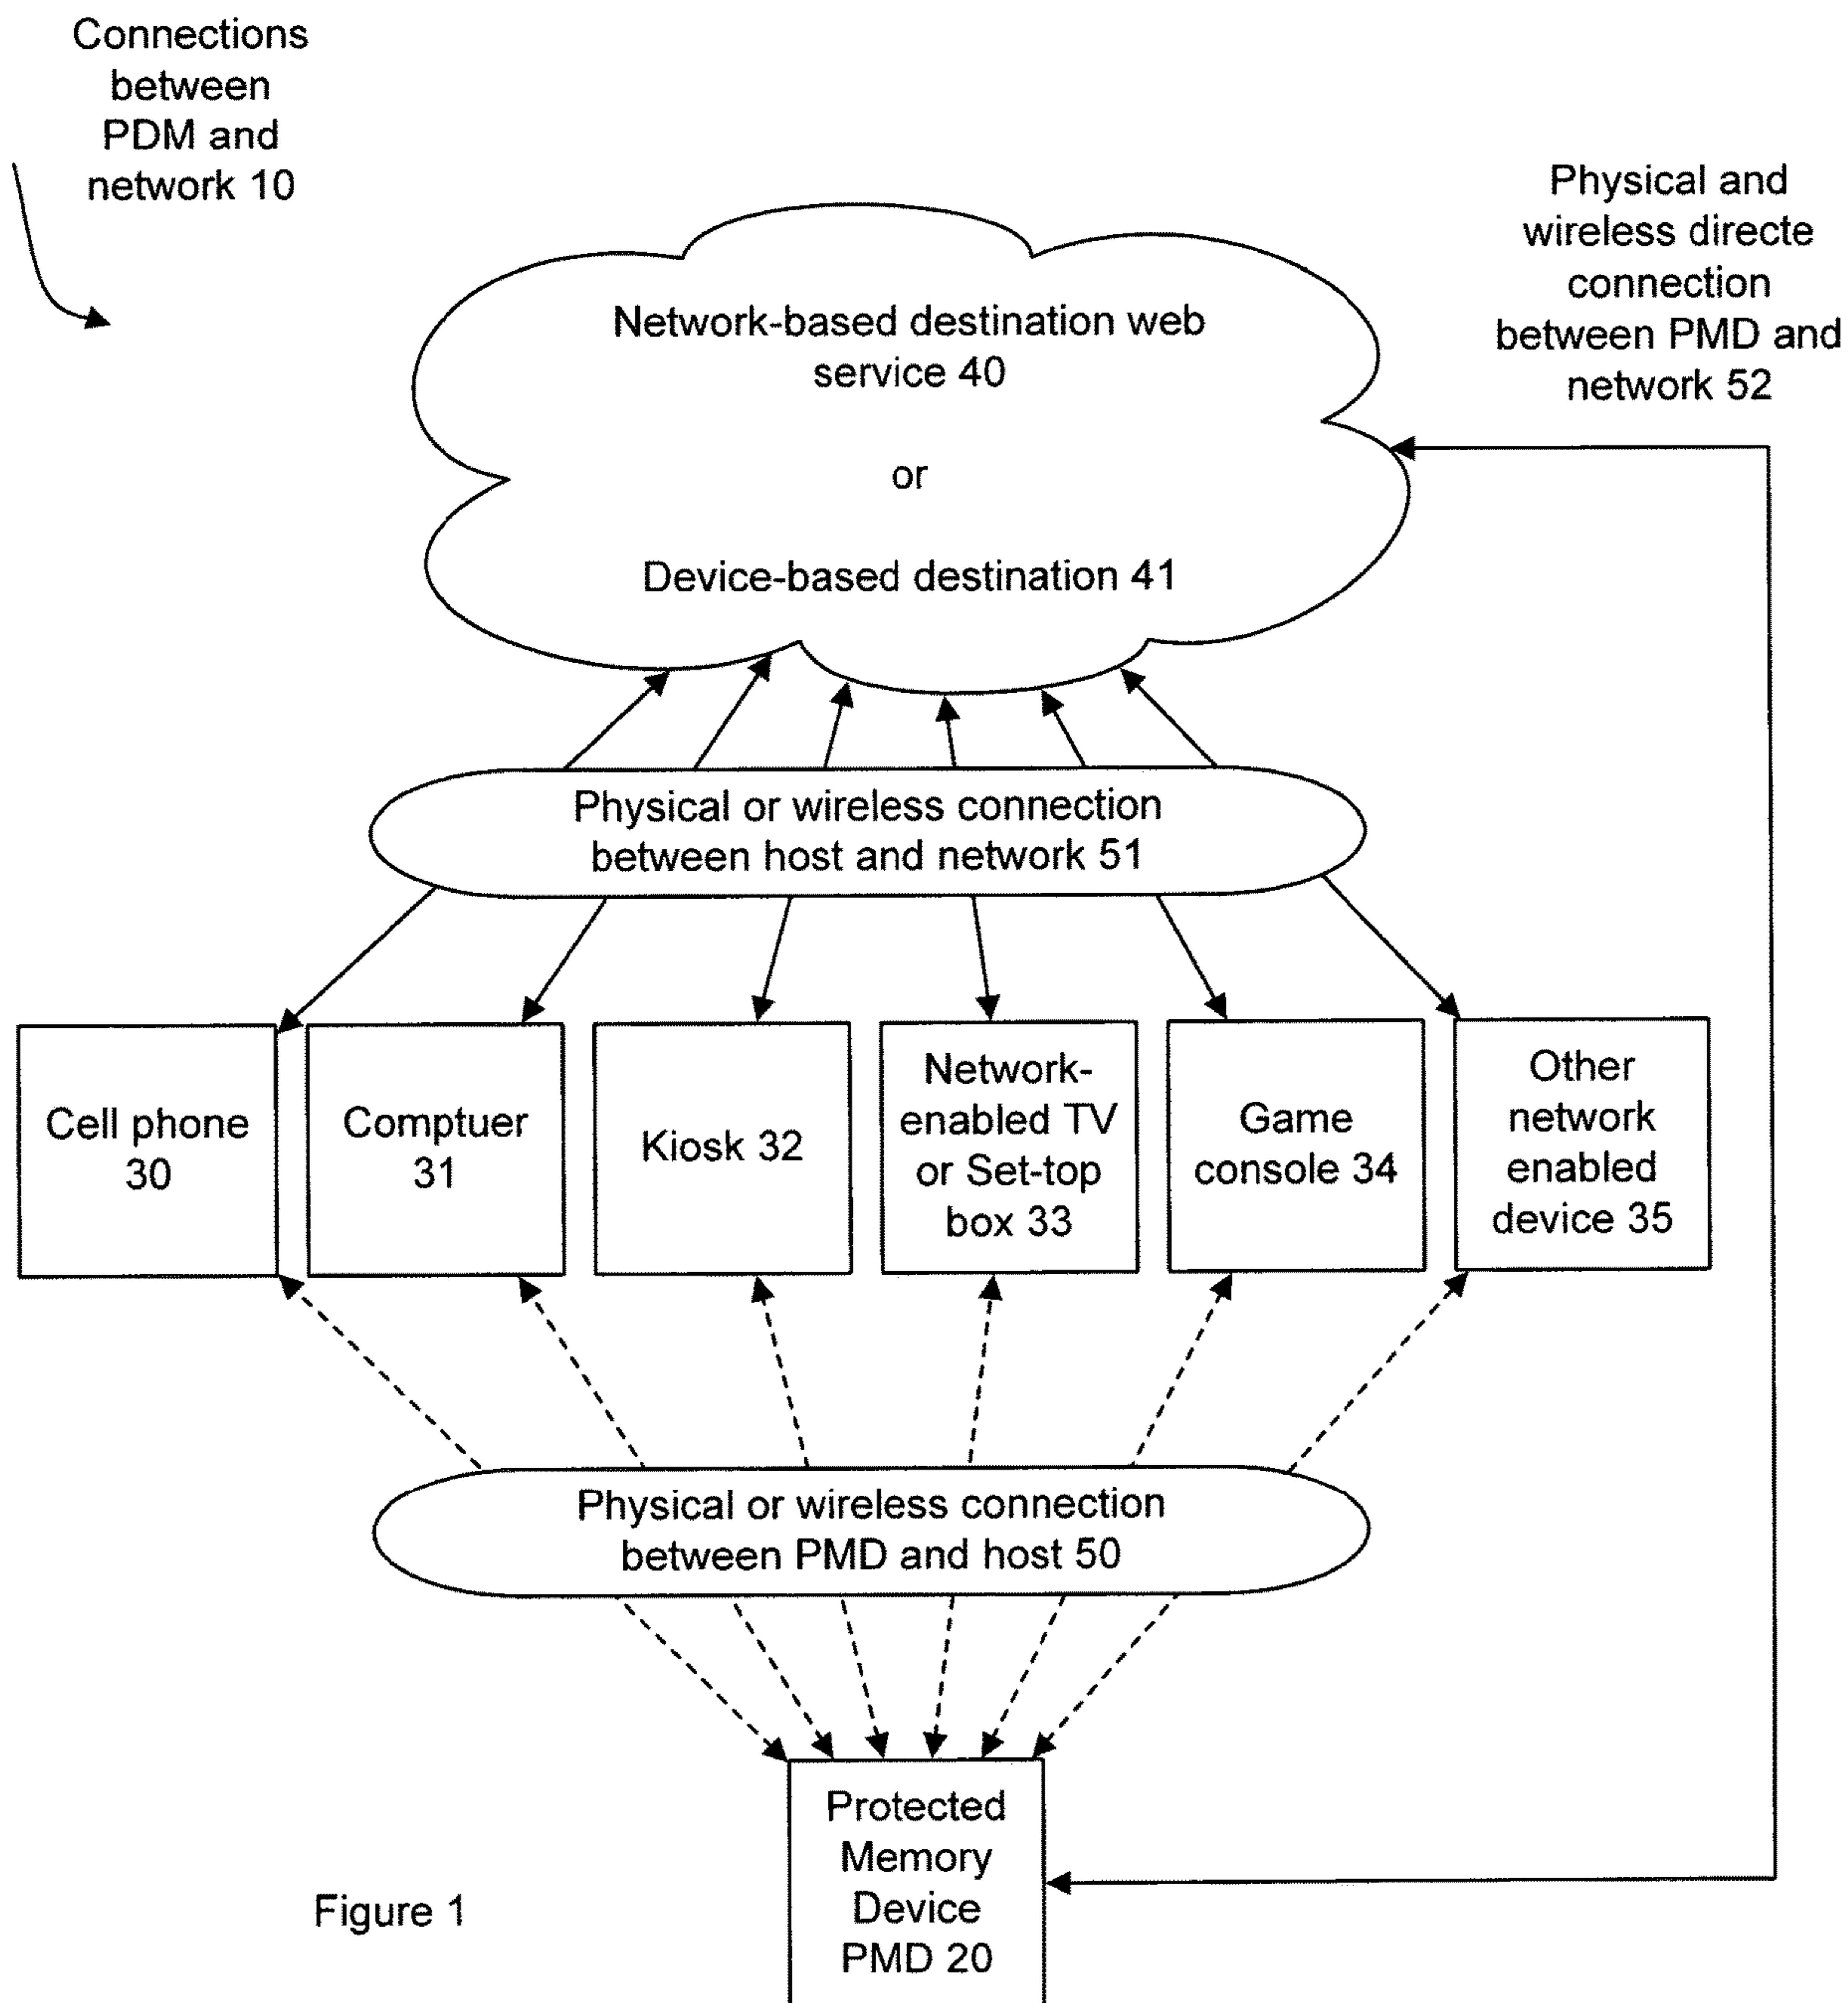 Connections
between
PDM and
network 10
Physical and
wireless directe
connection
between PMD and
network 52
Network-based destination web
service 40
or
Device-based destination 41
Physical or wireless connection
between host and network 51
Cell phone
30
Comptuer
31
Kiosk 32
Network-
enabled TV
or Set-top
box 33
Game
console 34
Other
network
enabled
device 35
Physical or wireless connection
between PMD and host 50
Protected
Memory
Device
PMD 20
Figure 1